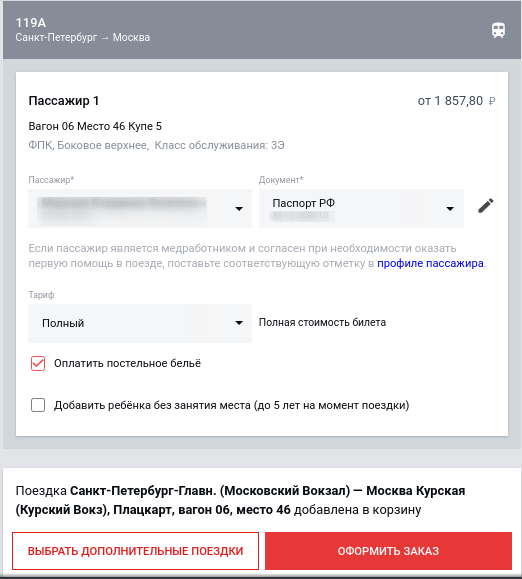 119А
Санкт-Петербург → Москва
Пассажир 1
от 1 857,80 ₽
Вагон 06 Место 46 Купе 5
ФПК, Боковое верхнее, Класс обслуживания: 3Э
Пассажир*
Документ*
Паспорт РФ
Если пассажир является медработником и согласен при необходимости оказать
первую помощь в поезде, поставьте соответствующую отметку в профиле пассажира.
Тариф
Полный
Полная стоимость билета
Оплатить постельное бельё
Добавить ребёнка без занятия места (до 5 лет на момент поездки)
Поездка Санкт-Петербург-Главн. (Московский Вокзал) — Москва Курская
(Курский Вокз), Плацкарт, вагон 06, место 46 добавлена в корзину
ВЫБРАТЬ ДОПОЛНИТЕЛЬНЫЕ ПОЕЗДКИ
ОФОРМИТЬ ЗАКАЗ